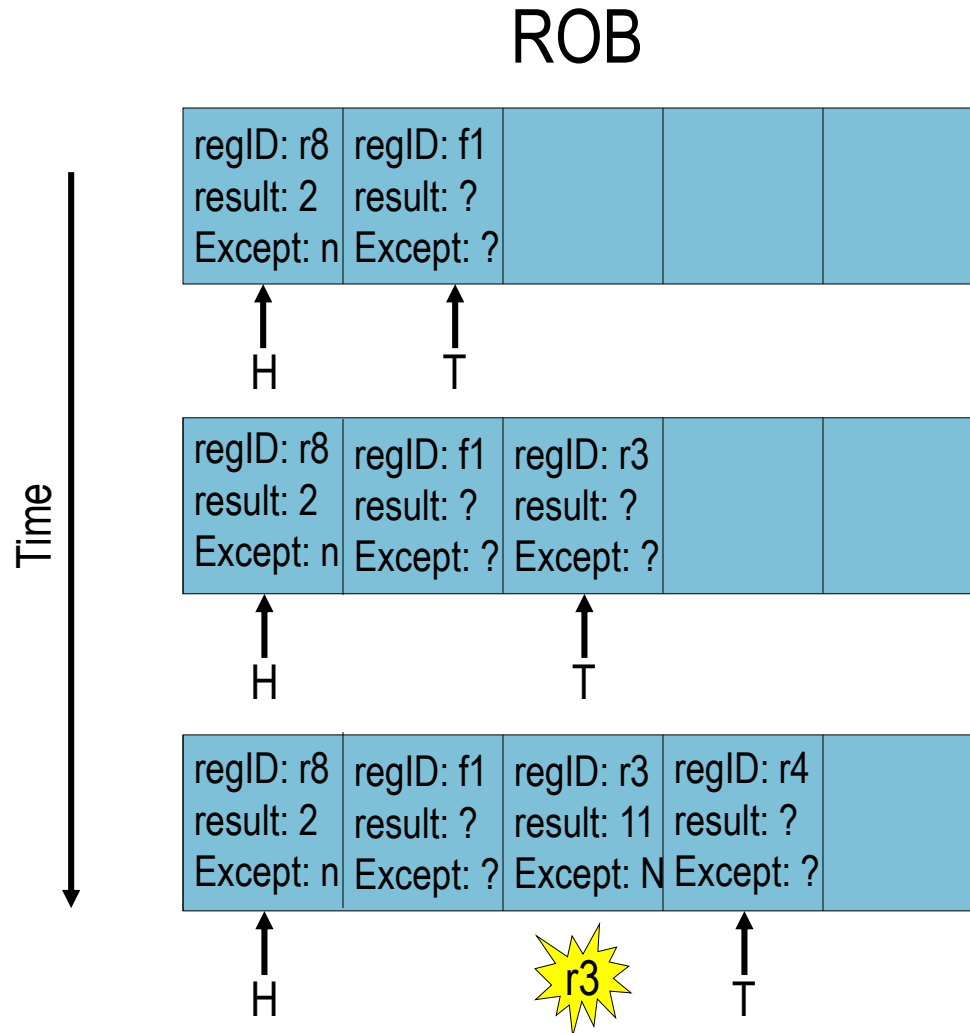 ROB
regID: r8
result: 2
Except: n
regID: f1
result: ?
Except: ?
H
T
regID: r8
result: 2
Except: n
regID: f1
result: ?
Except: ?
regID: r3
result: ?
Except: ?
H
T
Time
regID: r8
result: 2
Except: n
regID: f1
result: ?
Except: ?
regID: r3
result: 11
Except: N
regID: r4
result: ?
Except: ?
H
r3
T